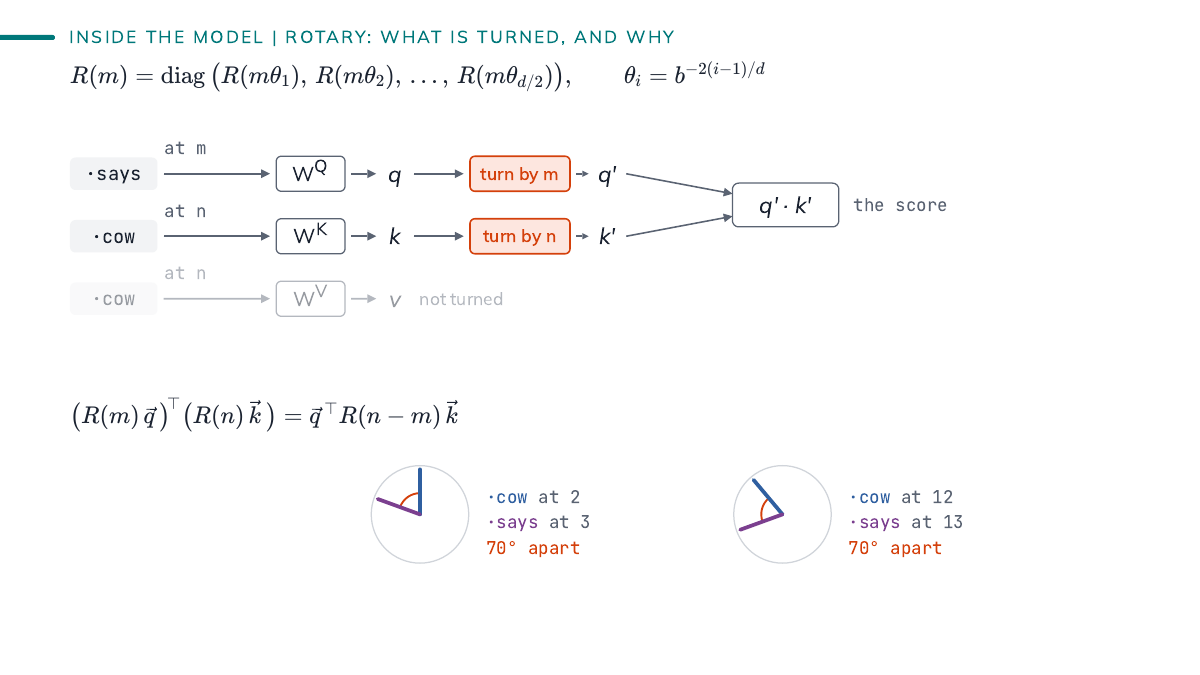 INSIDE THE MODEL | ROTARY: WHAT IS TURNED, AND WHY
R(m) = diag (R(mθ₁), R(mθ₂), …, R(mθ_{d/2})),  θᵢ = b^{−2(i−1)/d}
at m
·says W^Q q turn by m q'
at n
·cow W^K k turn by n k'
q' · k' the score
at n
·cow W^V v not turned
(R(m) q⃗)^⊤ (R(n) k⃗) = q⃗^⊤ R(n − m) k⃗
·cow at 2
·says at 3
70° apart
·cow at 12
·says at 13
70° apart